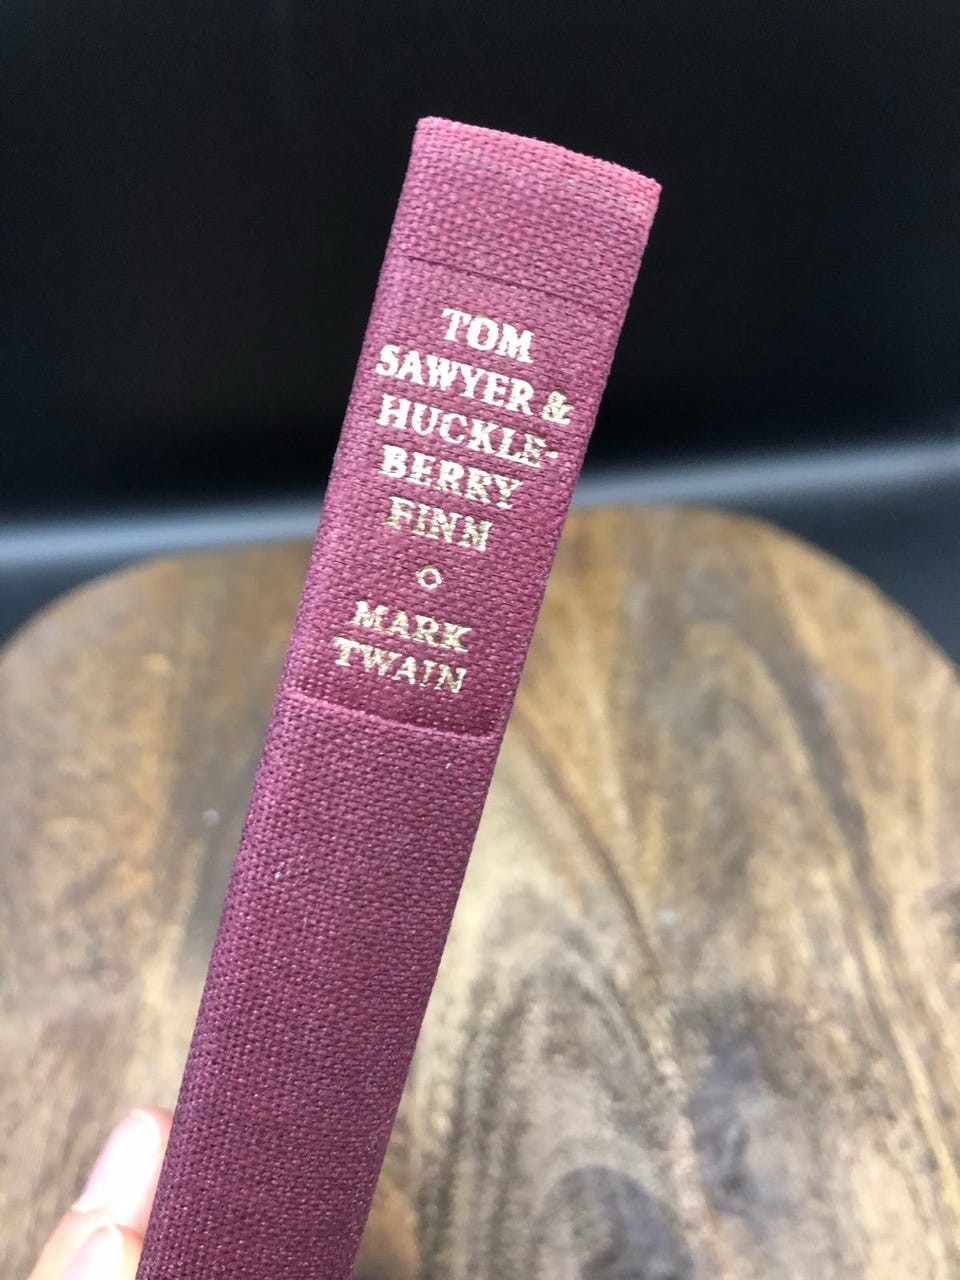 TOM
SAWYER &
HUCKLE-
BERRY
FINN
MARK
TWAIN